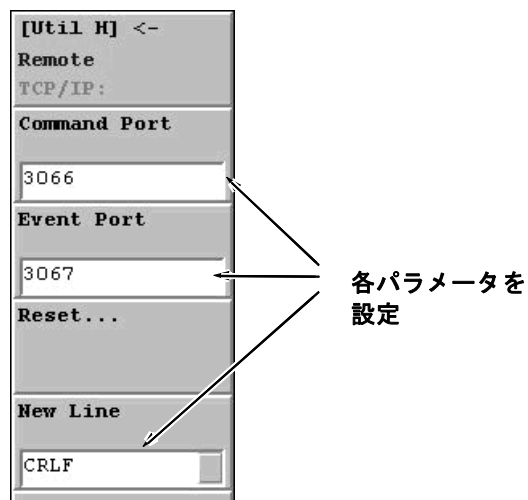 [Util H] <-
Remote
TCP/IP:
Command Port
3066
Event Port
3067
Reset...
New Line
CRLF
各パラメータを
設定